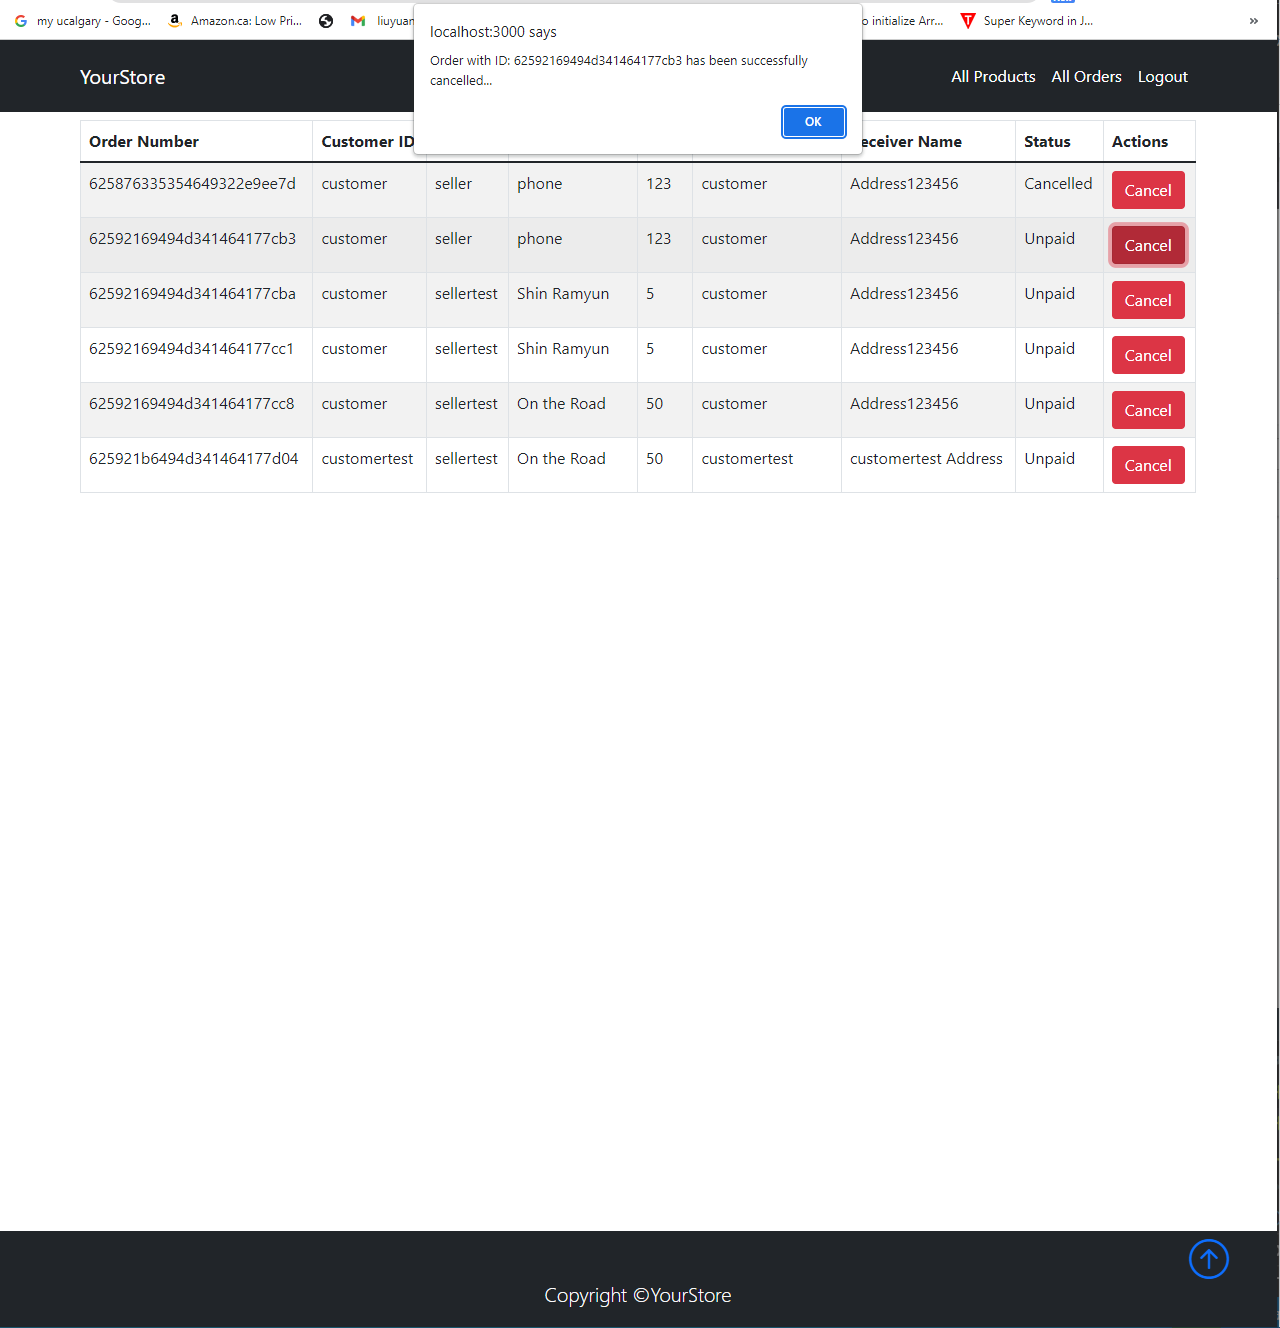 my ucalgary - Goog... Amazon.ca: Low Pri... liuyuan o initialize Arr... Super Keyword in J... »
localhost:3000 says
Order with ID: 62592169494d341464177cb3 has been successfully
cancelled...
OK
YourStore All Products All Orders Logout
Order Number Customer ID eceiver Name Status Actions
625876335354649322e9ee7d customer seller phone 123 customer Address123456 Cancelled Cancel
62592169494d341464177cb3 customer seller phone 123 customer Address123456 Unpaid Cancel
62592169494d341464177cba customer sellertest Shin Ramyun 5 customer Address123456 Unpaid Cancel
62592169494d341464177cc1 customer sellertest Shin Ramyun 5 customer Address123456 Unpaid Cancel
62592169494d341464177cc8 customer sellertest On the Road 50 customer Address123456 Unpaid Cancel
625921b6494d341464177d04 customertest sellertest On the Road 50 customertest customertest Address Unpaid Cancel
Copyright ©YourStore